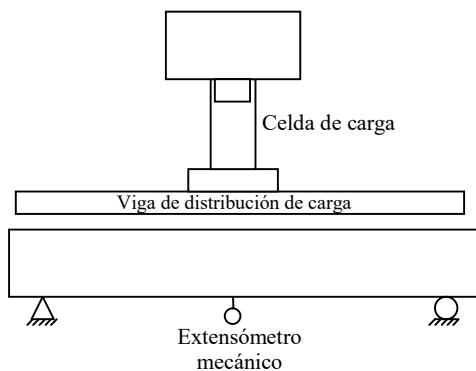 Celda de carga
Viga de distribución de carga
Extensómetro
mecánico